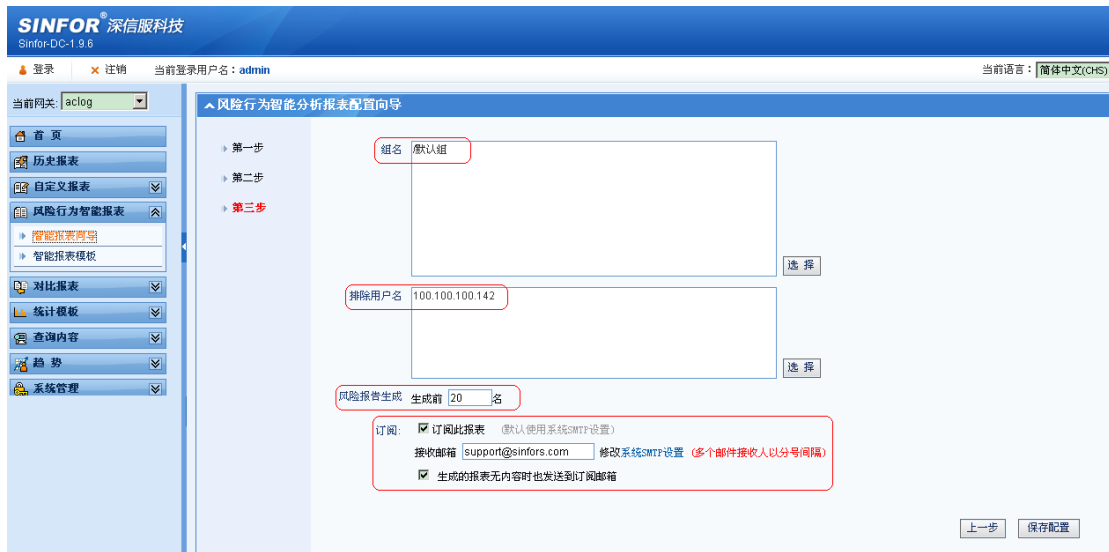 SINFOR®深信服科技
Sinfor-DC-1.9.6
登录 注销 当前登录用户名：admin 当前语言： 简体中文(CHS)
当前网关: aclog
风险行为智能分析报表配置向导
首 页
历史报表
自定义报表
风险行为智能报表
智能报表向导
智能报表模板
对比报表
统计模板
查询内容
趋 势
系统管理
第一步
第二步
第三步
组名 /默认组
选 择
排除用户名 100.100.100.142
选 择
风险报告生成 生成前 20 名
订阅: 订阅此报表 (默认使用系统SMTP设置)
接收邮箱 support@sinfors.com 修改系统SMTP设置 (多个邮件接收人以分号间隔)
生成的报表无内容时也发送到订阅邮箱
上一步 保存配置